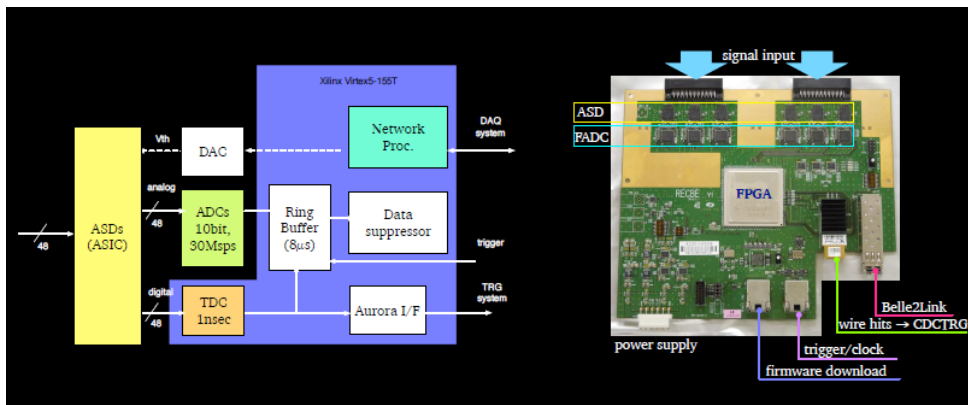 Xilinx Virtex5-155T
Network
Proc.
DAQ
system
Vth
DAC
analog
48
ADCs
10bit,
30Msps
Ring
Buffer
(8μs)
Data
suppressor
ASDs
(ASIC)
48
trigger
digital
48
TDC
1nsec
Aurora I/F
TRG
system
signal input
ASD
FADC
RECBE V1
FPGA
Belle2Link
wire hits → CDCTRG
power supply
trigger/clock
firmware download